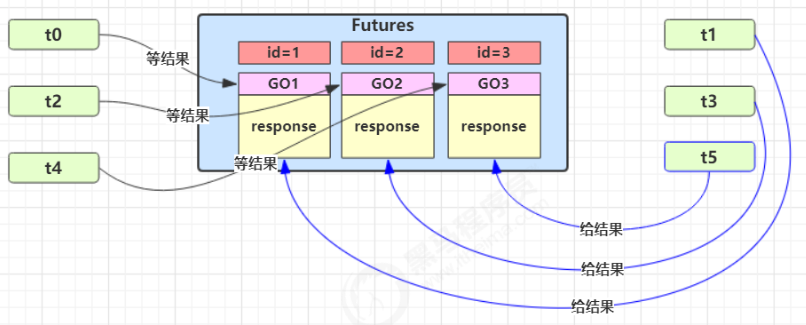 Futures
t0
t1
id=1
id=2
id=3
等结果
GO1
GO2
GO3
t2
t3
等结果
response
response
response
t4
等结果
t5
给结果
给结果
给结果